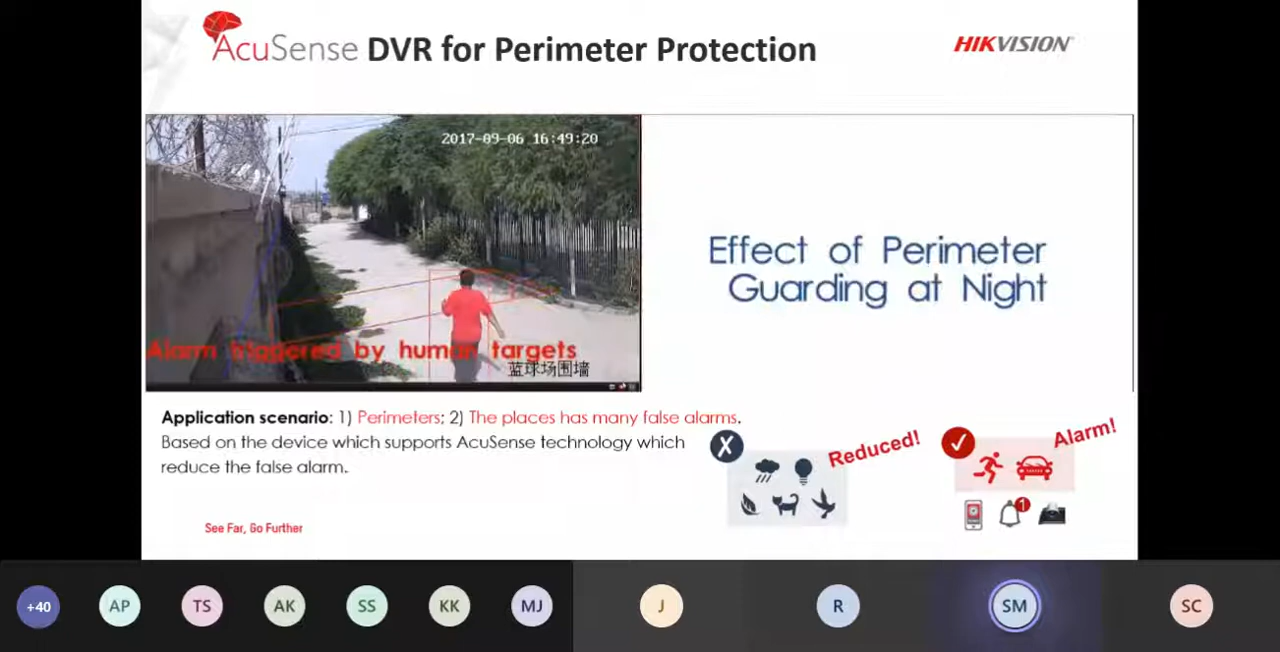 AcuSense DVR for Perimeter Protection
HIKVISION
2017-09-06 16:49:20
Alarm triggered by human targets
蓝球场围墙
Effect of Perimeter
Guarding at Night
Application scenario: 1) Perimeters; 2) The places has many false alarms.
Based on the device which supports AcuSense technology which
reduce the false alarm.
X
Reduced!
Alarm!
1
See Far, Go Further
+40
AP
TS
AK
SS
KK
MJ
J
R
SM
SC